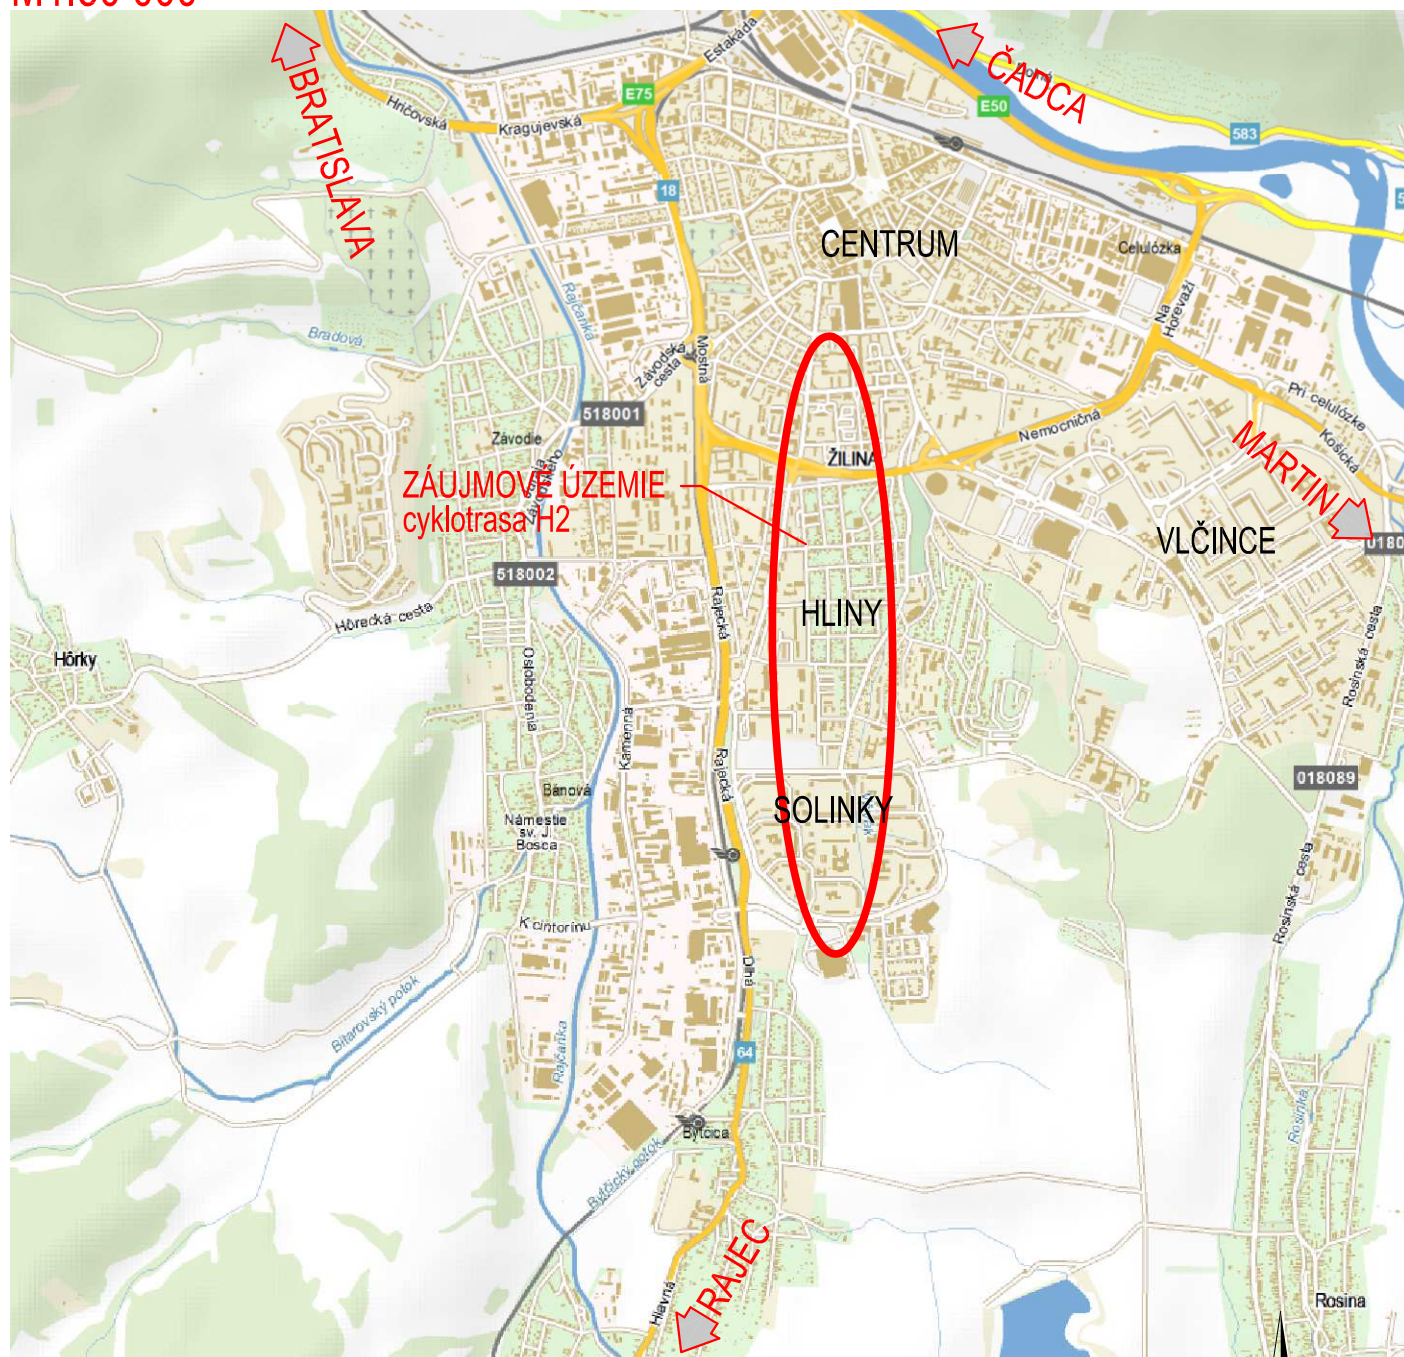 Estakáda
ČADCA
BRATISLAVA
E75
E50
Hričovská
Kragujevská
583
18
CENTRUM
Celulózka
Rajčanka
Na
Horevaží
Bradová
Závodská
cesta
Mostná
518001
Pri celulózke
Nemocničná
Košická
Závodie
ŽILINA
MARTIN
ZÁUJMOVÉ ÚZEMIE
cyklotrasa H2
VLČINCE
518002
Rajecká
HLINY
Hôrecká cesta
Hôrky
Oslobodenia
Rosinská cesta
Kamenná
Rajecká
018089
Bánová
SOLINKY
Námestie
sv. J.
Bosca
Rosinská cesta
K cintorínu
Dlhá
Bitarovský potok
Rajčanka
64
Rosinka
Bytčica
Bytčický potok
RAJEC
Hlavná
Rosina